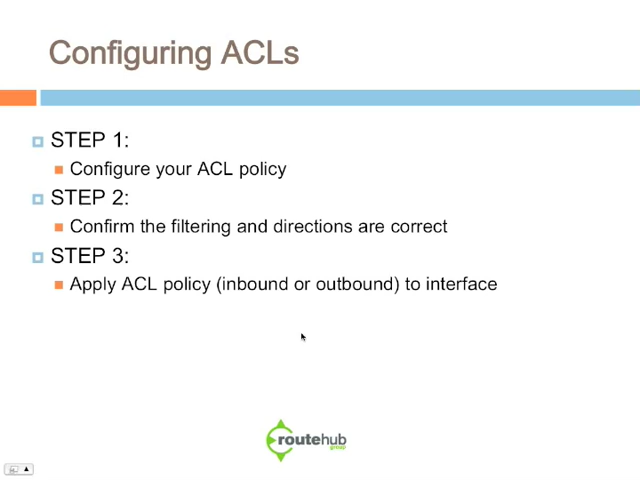 Configuring ACLs
STEP 1:
Configure your ACL policy
STEP 2:
Confirm the filtering and directions are correct
STEP 3:
Apply ACL policy (inbound or outbound) to interface
routehub
group